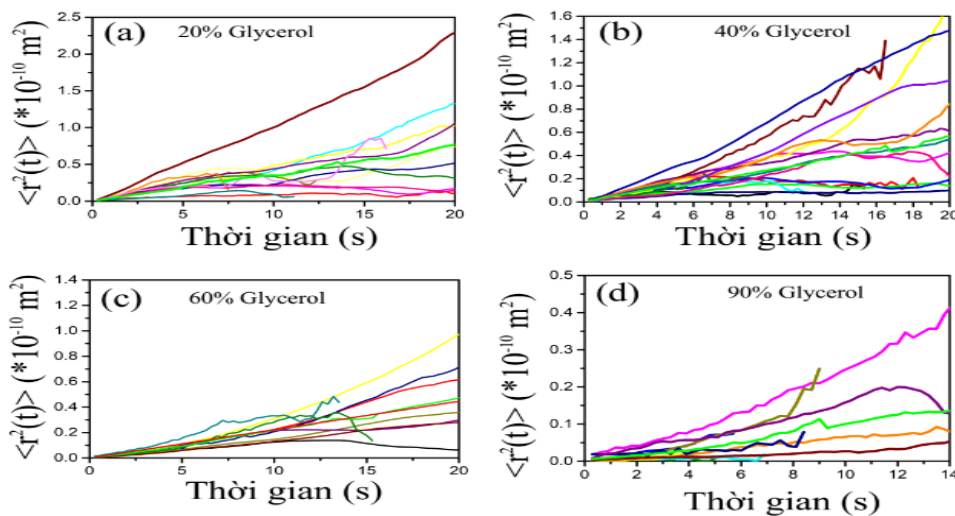 (a) 20% Glycerol
<r²(t)> (*10⁻¹⁰ m²)
2.5
2.0
1.5
1.0
0.5
0.0
0 5 10 15 20
Thời gian (s)
(b) 40% Glycerol
<r²(t)> (*10⁻¹⁰ m²)
1.6
1.4
1.2
1.0
0.8
0.6
0.4
0.2
0.0
2 4 6 8 10 12 14 16 18 20
Thời gian (s)
(c) 60% Glycerol
<r²(t)> (*10⁻¹⁰ m²)
1.4
1.2
1.0
0.8
0.6
0.4
0.2
0.0
0 5 10 15 20
Thời gian (s)
(d) 90% Glycerol
<r²(t)> (*10⁻¹⁰ m²)
0.5
0.4
0.3
0.2
0.1
0.0
0 2 4 6 8 10 12 14
Thời gian (s)